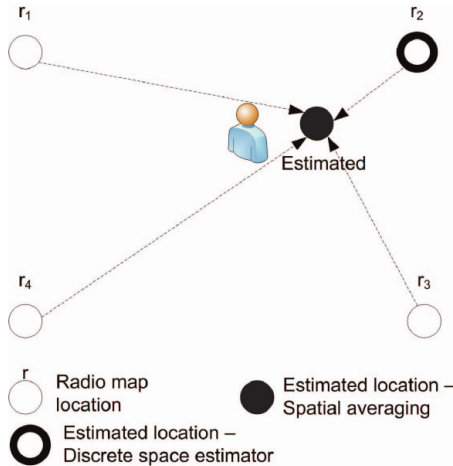 r1
r2
Estimated
r4
r3
r
Radio map
location
Estimated location –
Spatial averaging
Estimated location –
Discrete space estimator